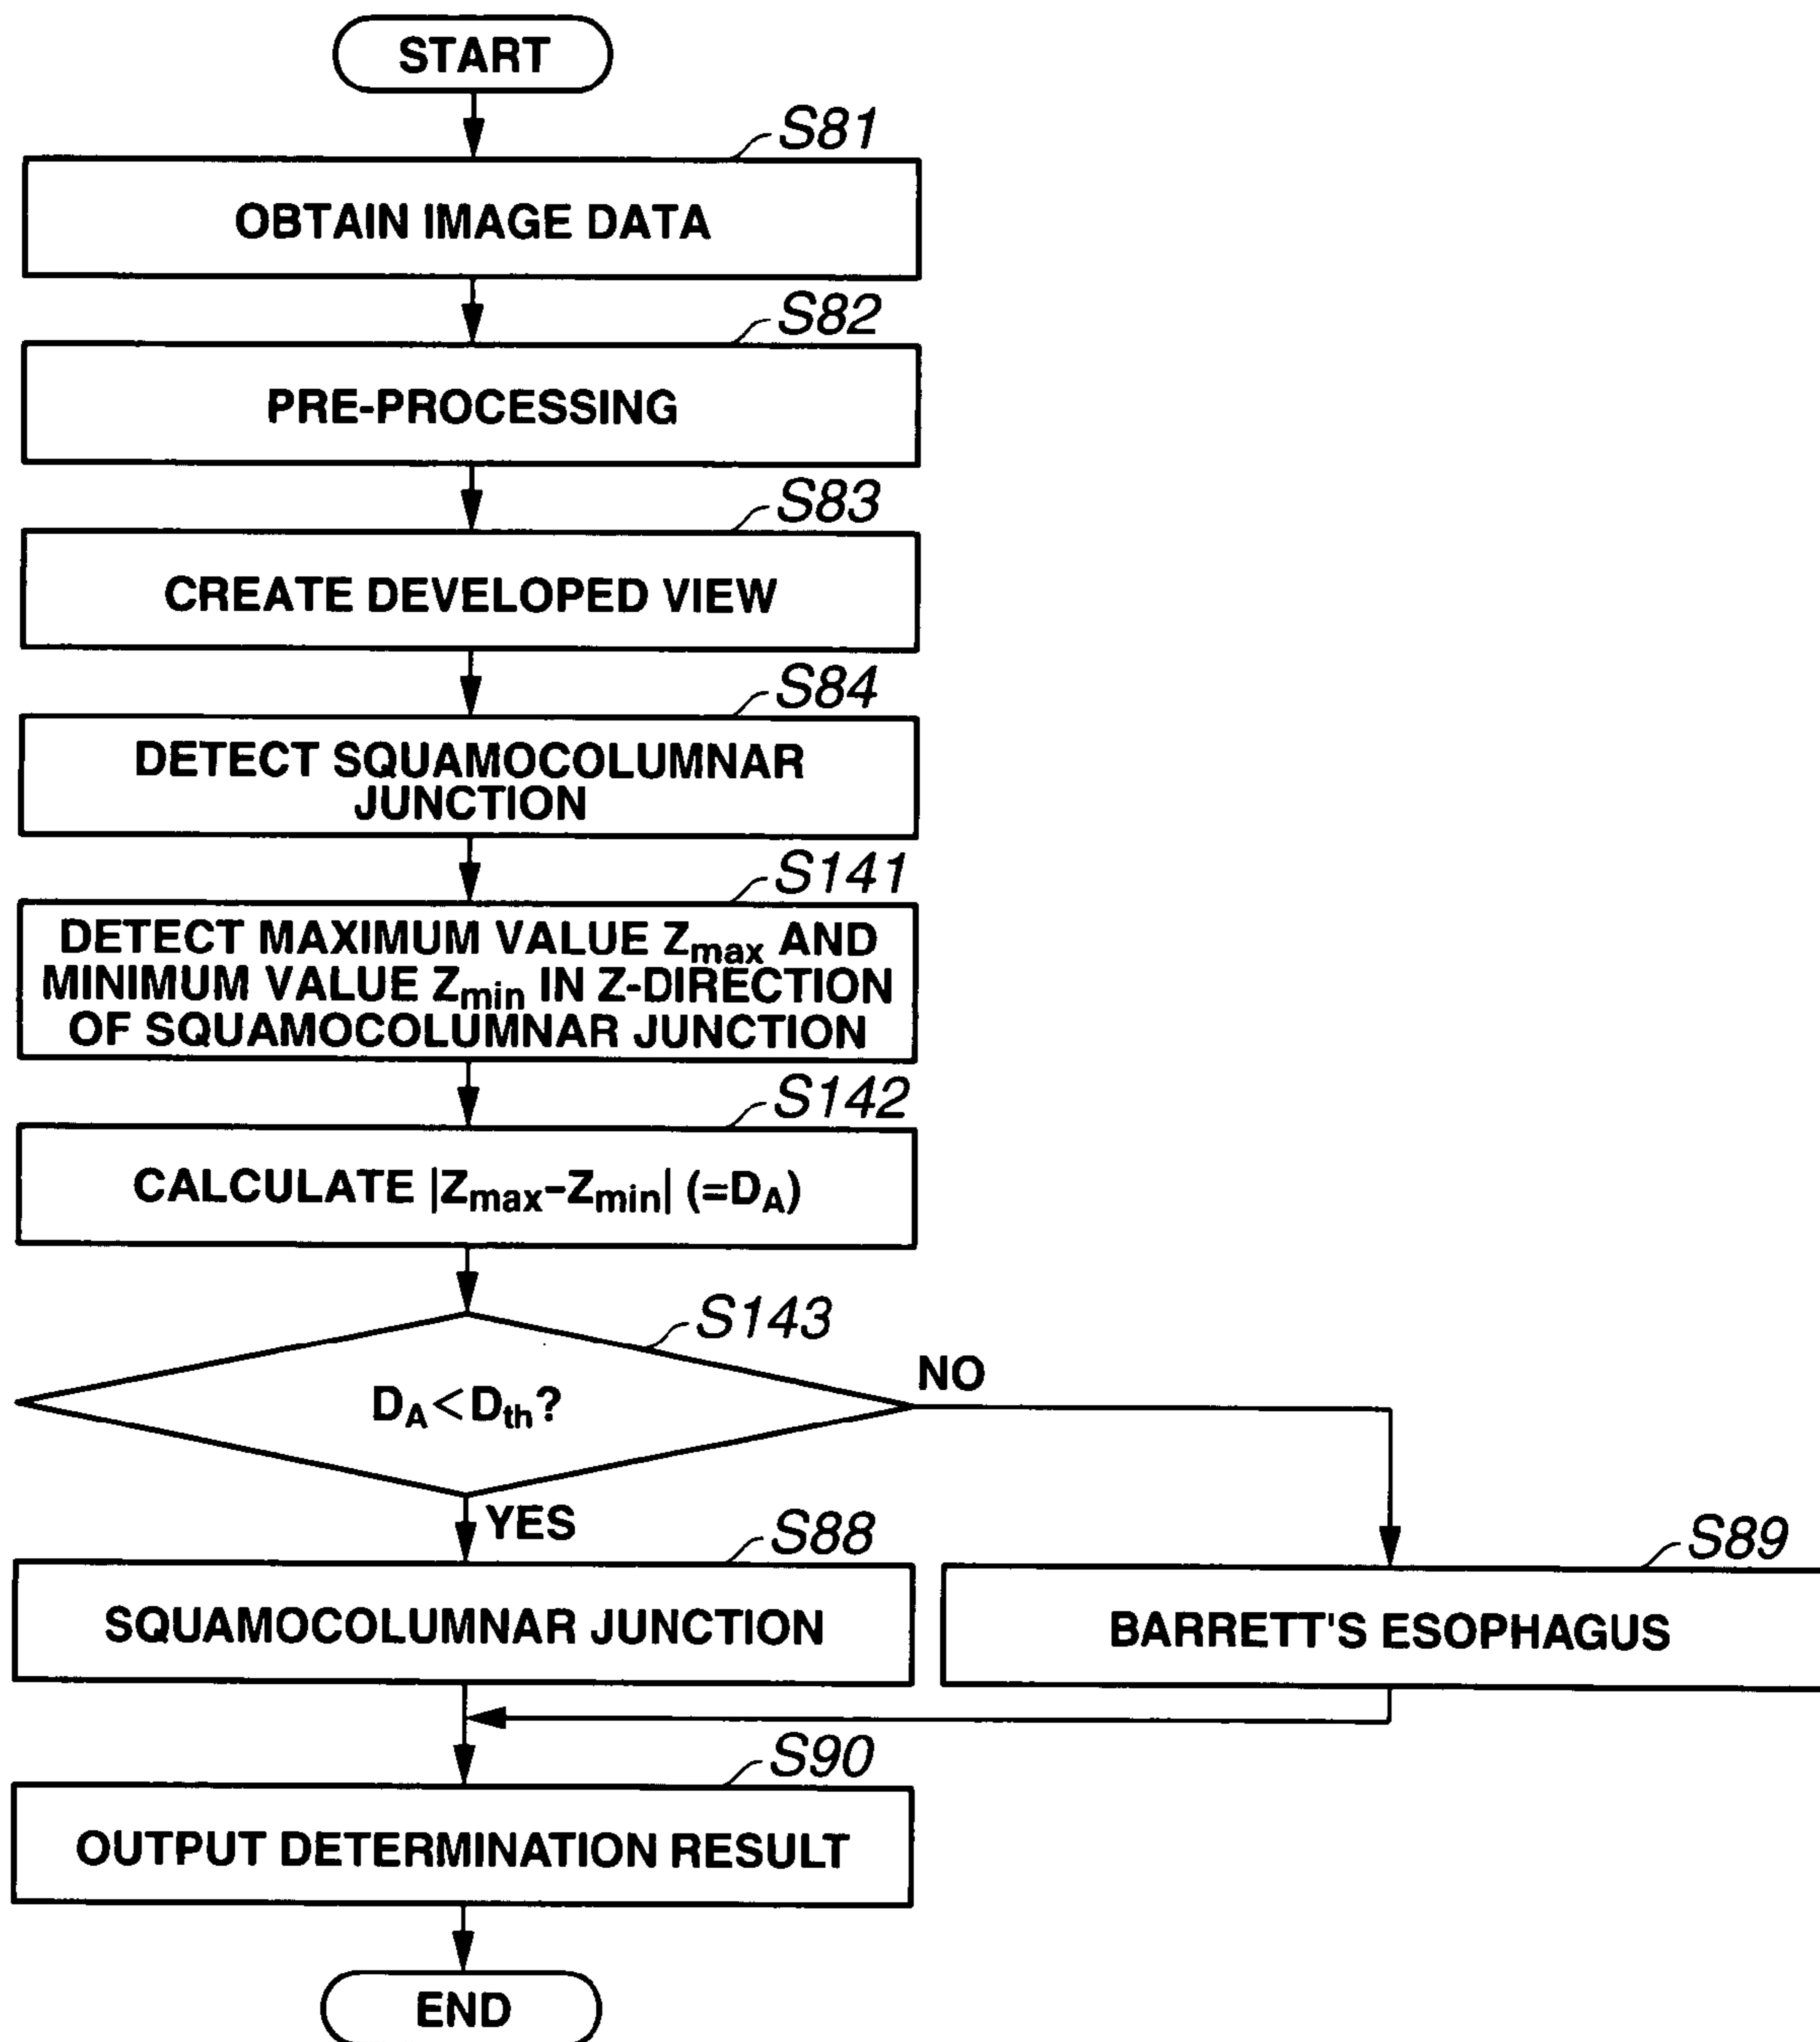 START
S81
OBTAIN IMAGE DATA
S82
PRE-PROCESSING
S83
CREATE DEVELOPED VIEW
S84
DETECT SQUAMOCOLUMNAR
JUNCTION
S141
DETECT MAXIMUM VALUE Zmax AND
MINIMUM VALUE Zmin IN Z-DIRECTION
OF SQUAMOCOLUMNAR JUNCTION
S142
CALCULATE |Zmax-Zmin| (=DA)
S143
DA<Dth?
NO
YES
S88
SQUAMOCOLUMNAR JUNCTION
S89
BARRETT'S ESOPHAGUS
S90
OUTPUT DETERMINATION RESULT
END